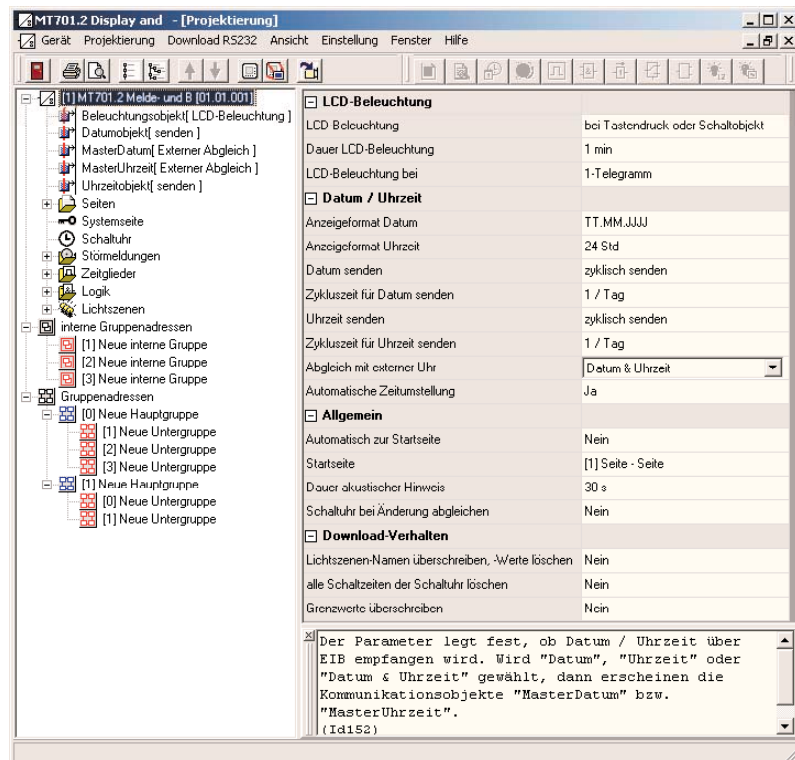 MT701.2 Display and - [Projektierung]
Gerät Projektierung Download RS232 Ansicht Einstellung Fenster Hilfe
[1] MT701.2 Melde- und B [01.01.001]
Beleuchtungsobjekt[ LCD-Beleuchtung ]
Datumobjekt[ senden ]
MasterDatum[ Externer Abgleich ]
MasterUhrzeit[ Externer Abgleich ]
Uhrzeitobjekt[ senden ]
Seiten
Systemseite
Schaltuhr
Störmeldungen
Zeitglieder
Logik
Lichtszenen
interne Gruppenadressen
[1] Neue interne Gruppe
[2] Neue interne Gruppe
[3] Neue interne Gruppe
Gruppenadressen
[0] Neue Hauptgruppe
[1] Neue Untergruppe
[2] Neue Untergruppe
[3] Neue Untergruppe
[1] Neue Hauptgruppe
[0] Neue Untergruppe
[1] Neue Untergruppe
LCD-Beleuchtung
LCD Beleuchtung bei Tastendruck oder Schaltobjekt
Dauer LCD-Beleuchtung 1 min
LCD-Beleuchtung bei 1-Telegramm
Datum / Uhrzeit
Anzeigeformat Datum TT.MM.JJJJ
Anzeigeformat Uhrzeit 24 Std
Datum senden zyklisch senden
Zykluszeit für Datum senden 1 / Tag
Uhrzeit senden zyklisch senden
Zykluszeit für Uhrzeit senden 1 / Tag
Abgleich mit externer Uhr Datum & Uhrzeit
Automatische Zeitumstellung Ja
Allgemein
Automatisch zur Startseite Nein
Startseite [1] Seite - Seite
Dauer akustischer Hinweis 30 s
Schaltuhr bei Änderung abgleichen Nein
Download-Verhalten
Lichtszenen-Namen überschreiben, -Werte löschen Nein
alle Schaltzeiten der Schaltuhr löschen Nein
Grenzwerte überschreiben Nein
Der Parameter legt fest, ob Datum / Uhrzeit über
EIB empfangen wird. Wird "Datum", "Uhrzeit" oder
"Datum & Uhrzeit" gewählt, dann erscheinen die
Kommunikationsobjekte "MasterDatum" bzw.
"MasterUhrzeit".
(Id152)